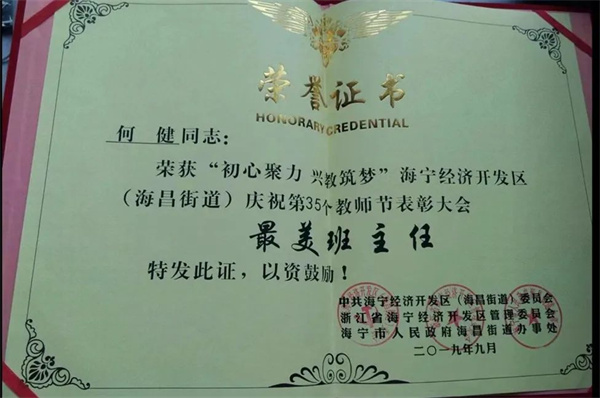 荣誉证书
HONORARY CREDENTIAL
何 健同志：
荣获“初心聚力 兴教筑梦”海宁经济开发区
（海昌街道）庆祝第35个教师节表彰大会
最美班主任
特发此证，以资鼓励！
中共海宁经济开发区（海昌街道）委员会
浙江省海宁经济开发区管理委员会
海宁市人民政府海昌街道办事处
二〇一九年九月